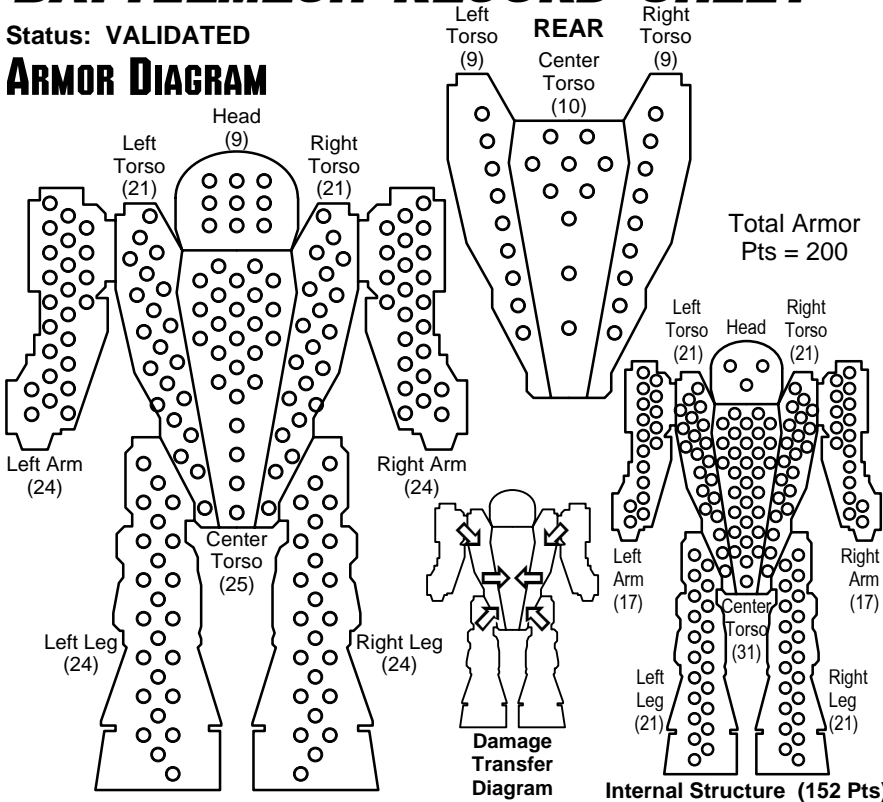 BATTLEMECH RECORD SHEET
Status: VALIDATED
ARMOR DIAGRAM
Head
(9)
Left
Torso
(21)
Right
Torso
(21)
Left Arm
(24)
Right Arm
(24)
Center
Torso
(25)
Left Leg
(24)
Right Leg
(24)
REAR
Left
Torso
(9)
Center
Torso
(10)
Right
Torso
(9)
Total Armor
Pts = 200
Damage
Transfer
Diagram
Left
Torso
(21)
Head
Right
Torso
(21)
Left
Arm
(17)
Right
Arm
(17)
Center
Torso
(31)
Left
Leg
(21)
Right
Leg
(21)
Internal Structure (152 Pts)